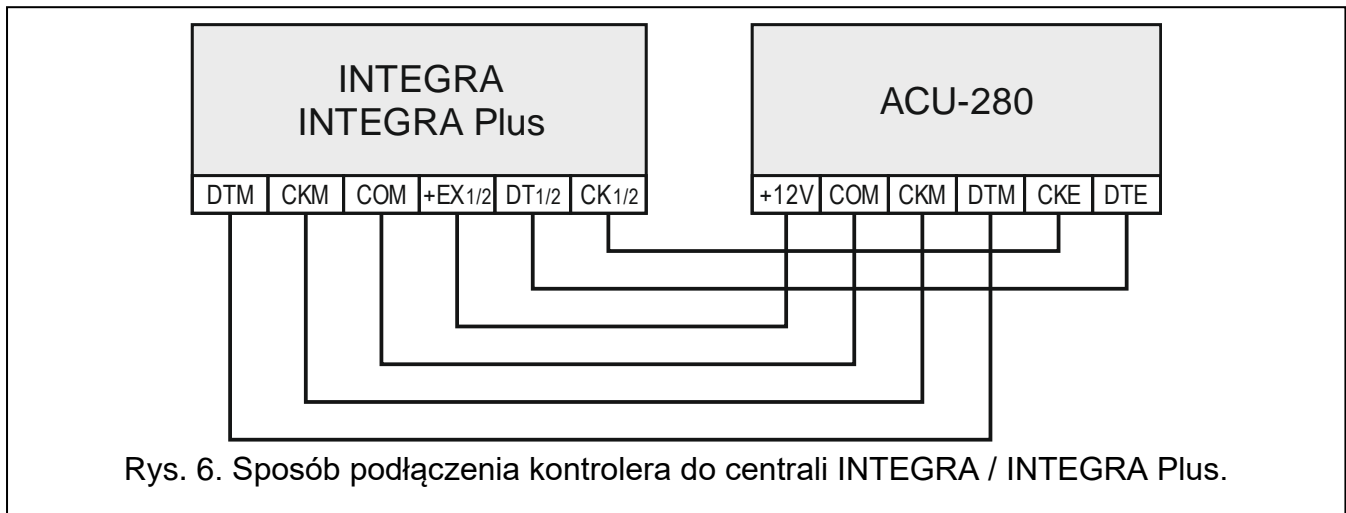 INTEGRA
INTEGRA Plus
ACU-280
DTM CKM COM +EX1/2 DT1/2 CK1/2
+12V COM CKM DTM CKE DTE
Rys. 6. Sposób podłączenia kontrolera do centrali INTEGRA / INTEGRA Plus.